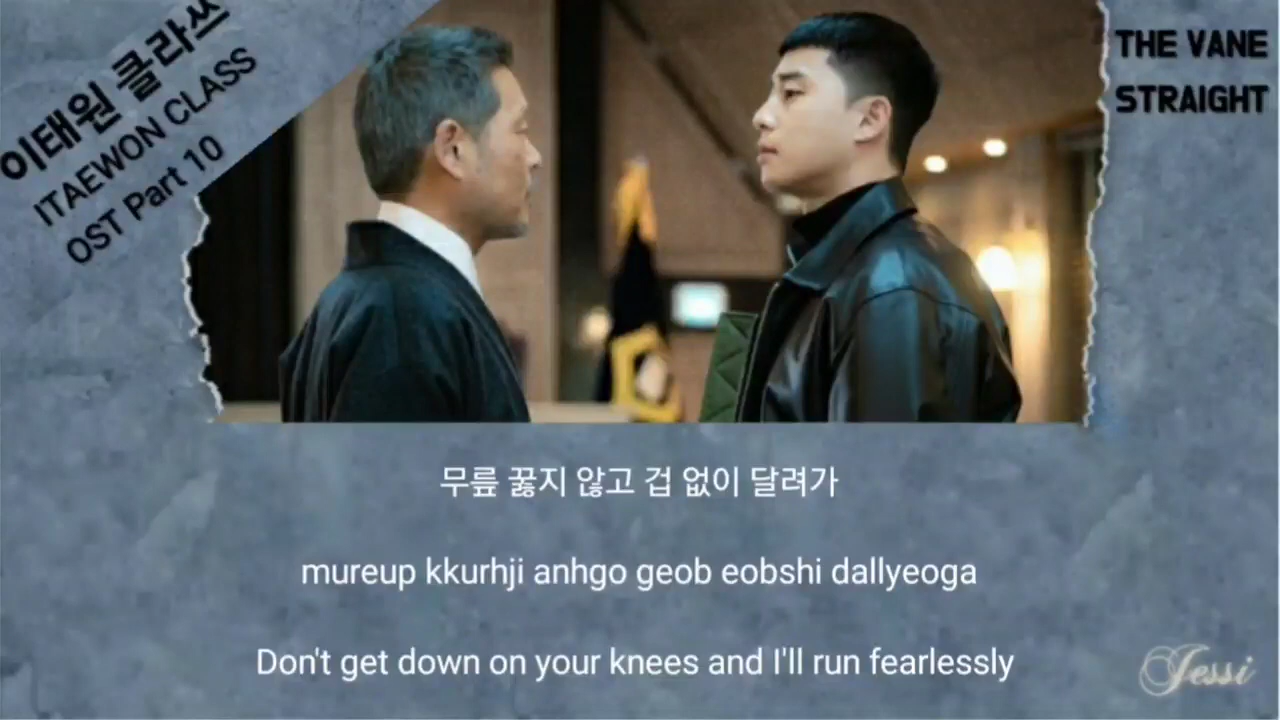 이태원 클라쓰
ITAEWON CLASS
OST Part 10
THE VANE
STRAIGHT
무릎 꿇지 않고 겁 없이 달려가
mureup kkurhji anhgo geob eobshi dallyeoga
Don't get down on your knees and I'll run fearlessly
Jessi